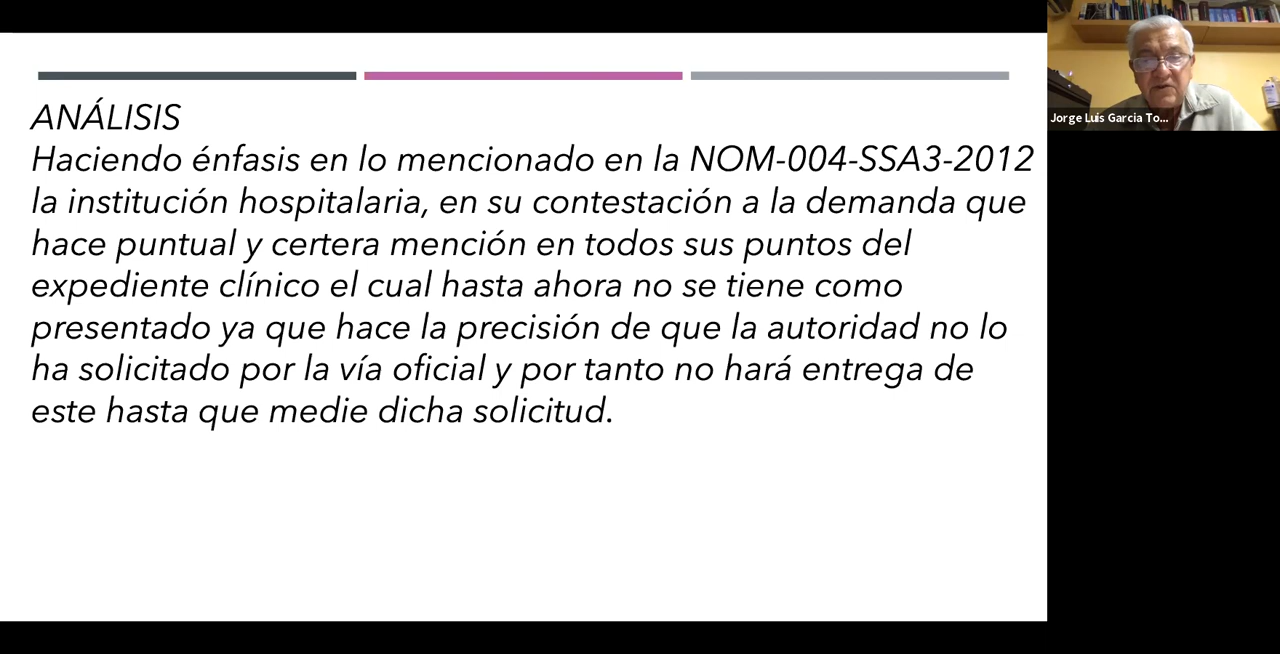 ANÁLISIS
Haciendo énfasis en lo mencionado en la NOM-004-SSA3-2012
la institución hospitalaria, en su contestación a la demanda que
hace puntual y certera mención en todos sus puntos del
expediente clínico el cual hasta ahora no se tiene como
presentado ya que hace la precisión de que la autoridad no lo
ha solicitado por la vía oficial y por tanto no hará entrega de
este hasta que medie dicha solicitud.
Jorge Luis Garcia To...